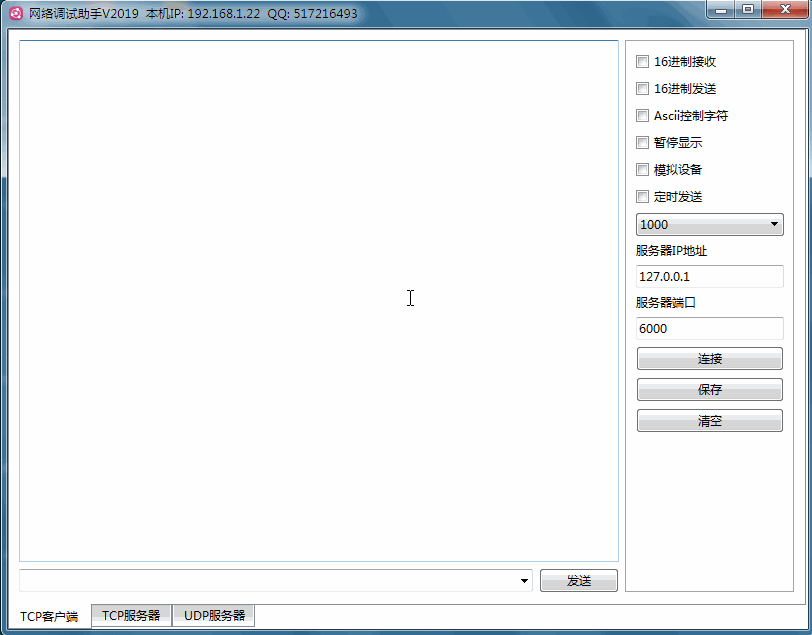 网络调试助手V2019 本机IP: 192.168.1.22 QQ: 517216493
16进制接收
16进制发送
Ascii控制字符
暂停显示
模拟设备
定时发送
1000
服务器IP地址
127.0.0.1
服务器端口
6000
连接
保存
清空
发送
TCP客户端 TCP服务器 UDP服务器